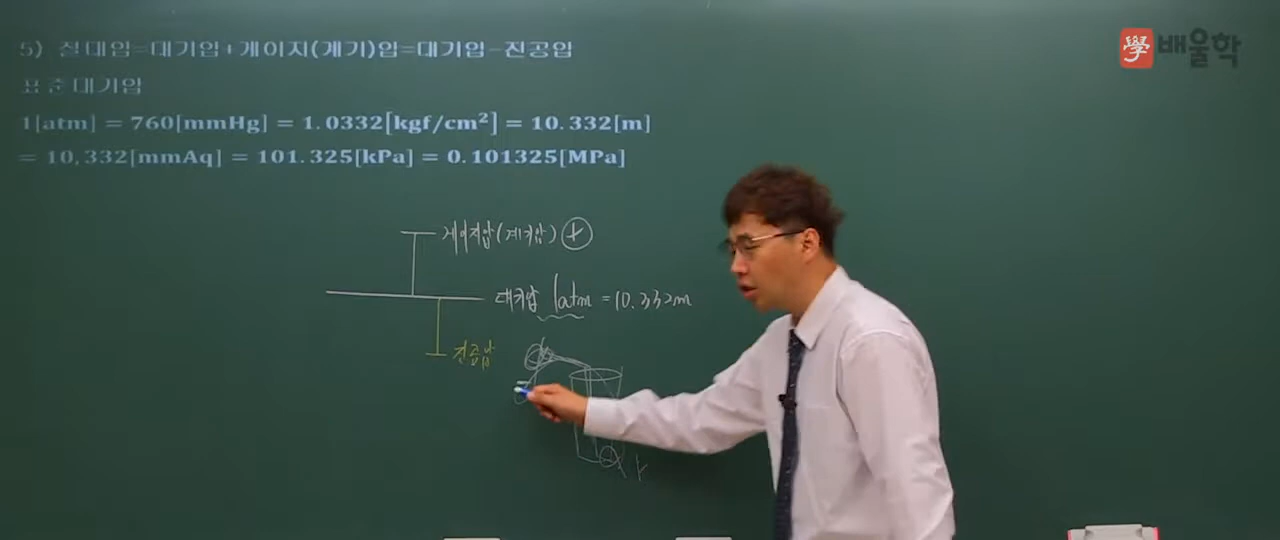 學 배울학
5) 절대압=대기압+게이지(계기)압=대기압-진공압
표준대기압
1[atm] = 760[mmHg] = 1.0332[kgf/cm²] = 10.332[m]
= 10,332[mmAq] = 101.325[kPa] = 0.101325[MPa]
게이지압(계기압) +
대기압 1atm = 10.332m
진공압